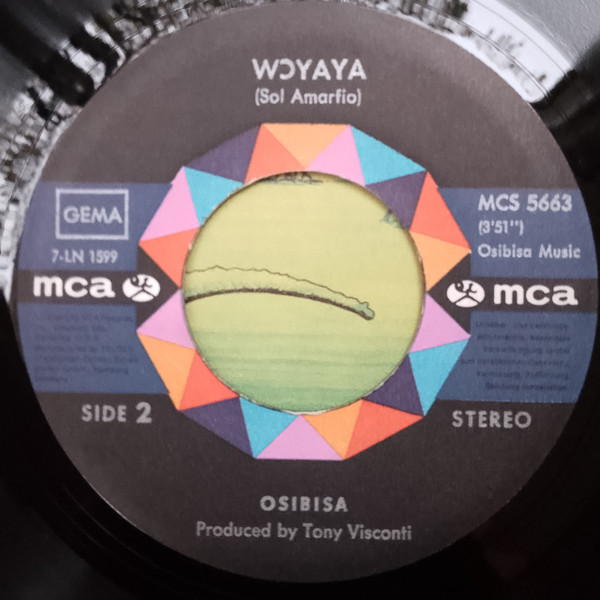 WƆYAYA
(Sol Amarfio)
GEMA
7-LN 1599
MCS 5663
(3'51")
Osibisa Music
mca
mca
SIDE 2
STEREO
OSIBISA
Produced by Tony Visconti